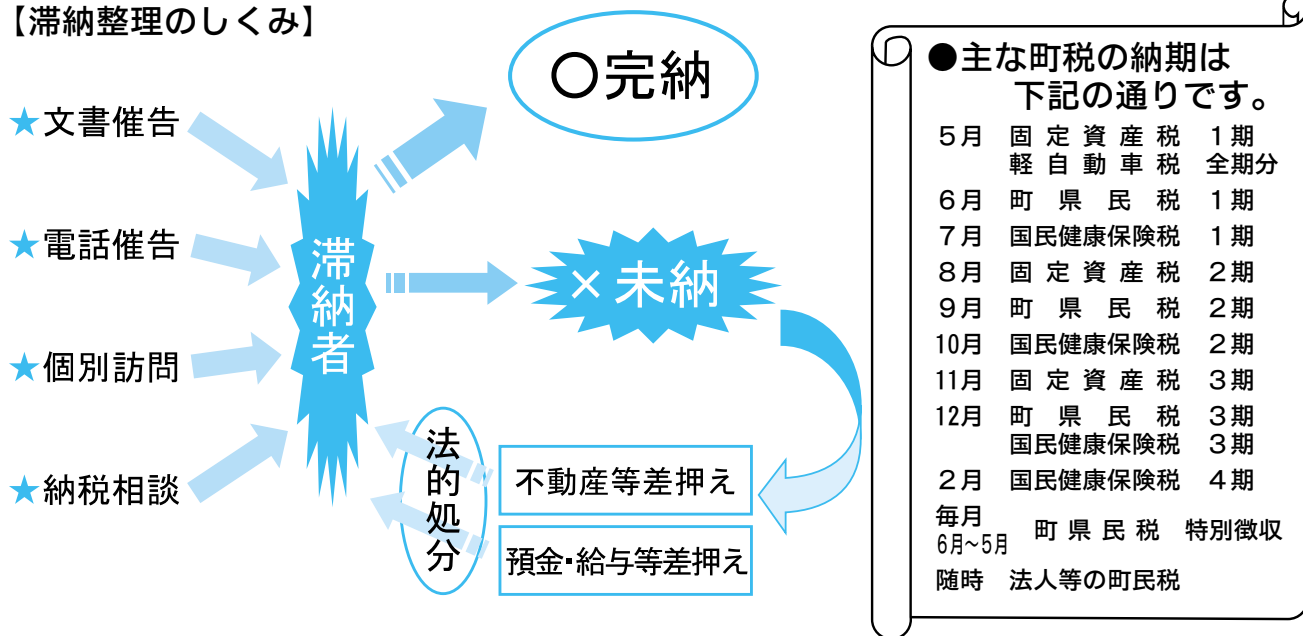 【滞納整理のしくみ】
★文書催告
★電話催告
★個別訪問
★納税相談
滞納者
○完納
×未納
法的処分
不動産等差押え
預金・給与等差押え
●主な町税の納期は
下記の通りです。
5月 固定資産税 1期
軽自動車税 全期分
6月 町県民税 1期
7月 国民健康保険税 1期
8月 固定資産税 2期
9月 町県民税 2期
10月 国民健康保険税 2期
11月 固定資産税 3期
12月 町県民税 3期
国民健康保険税 3期
2月 国民健康保険税 4期
毎月
6月~5月 町県民税 特別徴収
随時 法人等の町民税